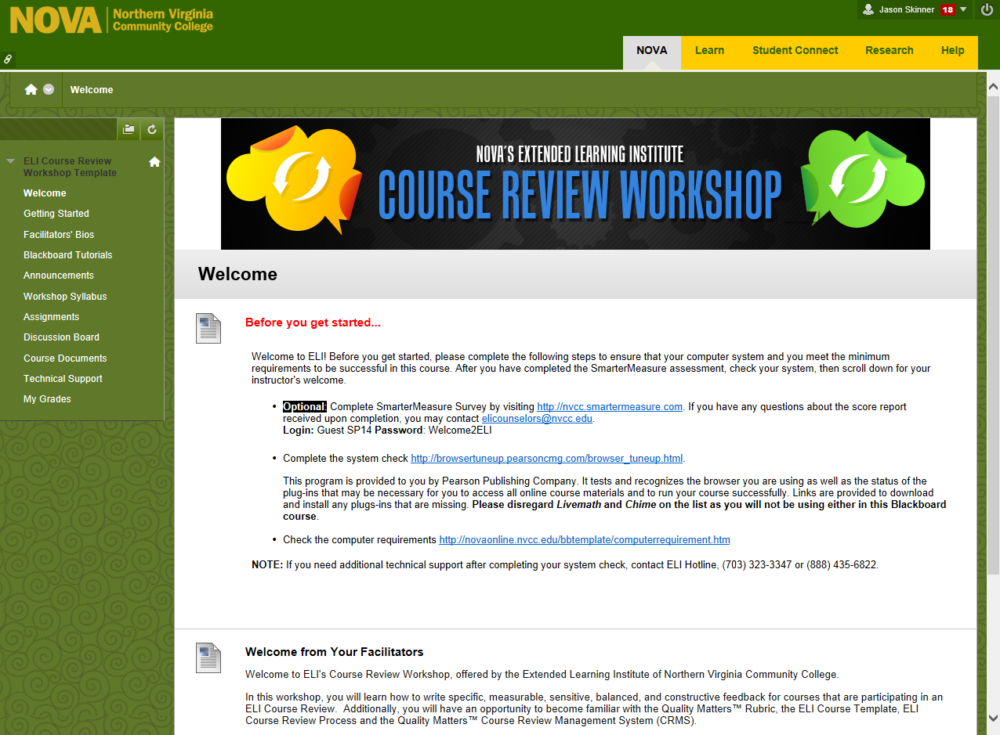 NOVA Northern Virginia
Community College
Jason Skinner 18
NOVA Learn Student Connect Research Help
Welcome
ELI Course Review
Workshop Template
Welcome
Getting Started
Facilitators' Bios
Blackboard Tutorials
Announcements
Workshop Syllabus
Assignments
Discussion Board
Course Documents
Technical Support
My Grades
NOVA'S EXTENDED LEARNING INSTITUTE
COURSE REVIEW WORKSHOP
Welcome
Before you get started...
Welcome to ELI! Before you get started, please complete the following steps to ensure that your computer system and you meet the minimum
requirements to be successful in this course. After you have completed the SmarterMeasure assessment, check your system, then scroll down for your
instructor's welcome.
• Optional: Complete SmarterMeasure Survey by visiting http://nvcc.smartermeasure.com. If you have any questions about the score report
received upon completion, you may contact elicounselors@nvcc.edu.
Login: Guest SP14 Password: Welcome2ELI
• Complete the system check http://browsertuneup.pearsoncmg.com/browser_tuneup.html.
This program is provided to you by Pearson Publishing Company. It tests and recognizes the browser you are using as well as the status of the
plug-ins that may be necessary for you to access all online course materials and to run your course successfully. Links are provided to download
and install any plugs-ins that are missing. Please disregard Livemath and Chime on the list as you will not be using either in this Blackboard
course.
• Check the computer requirements http://novaonline.nvcc.edu/bbtemplate/computerrequirement.htm
NOTE: If you need additional technical support after completing your system check, contact ELI Hotline, (703) 323-3347 or (888) 435-6822.
Welcome from Your Facilitators
Welcome to ELI's Course Review Workshop, offered by the Extended Learning Institute of Northern Virginia Community College.
In this workshop, you will learn how to write specific, measurable, sensitive, balanced, and constructive feedback for courses that are participating in an
ELI Course Review. Additionally, you will have an opportunity to become familiar with the Quality Matters™ Rubric, the ELI Course Template, ELI
Course Review Process and the Quality Matters™ Course Review Management System (CRMS).